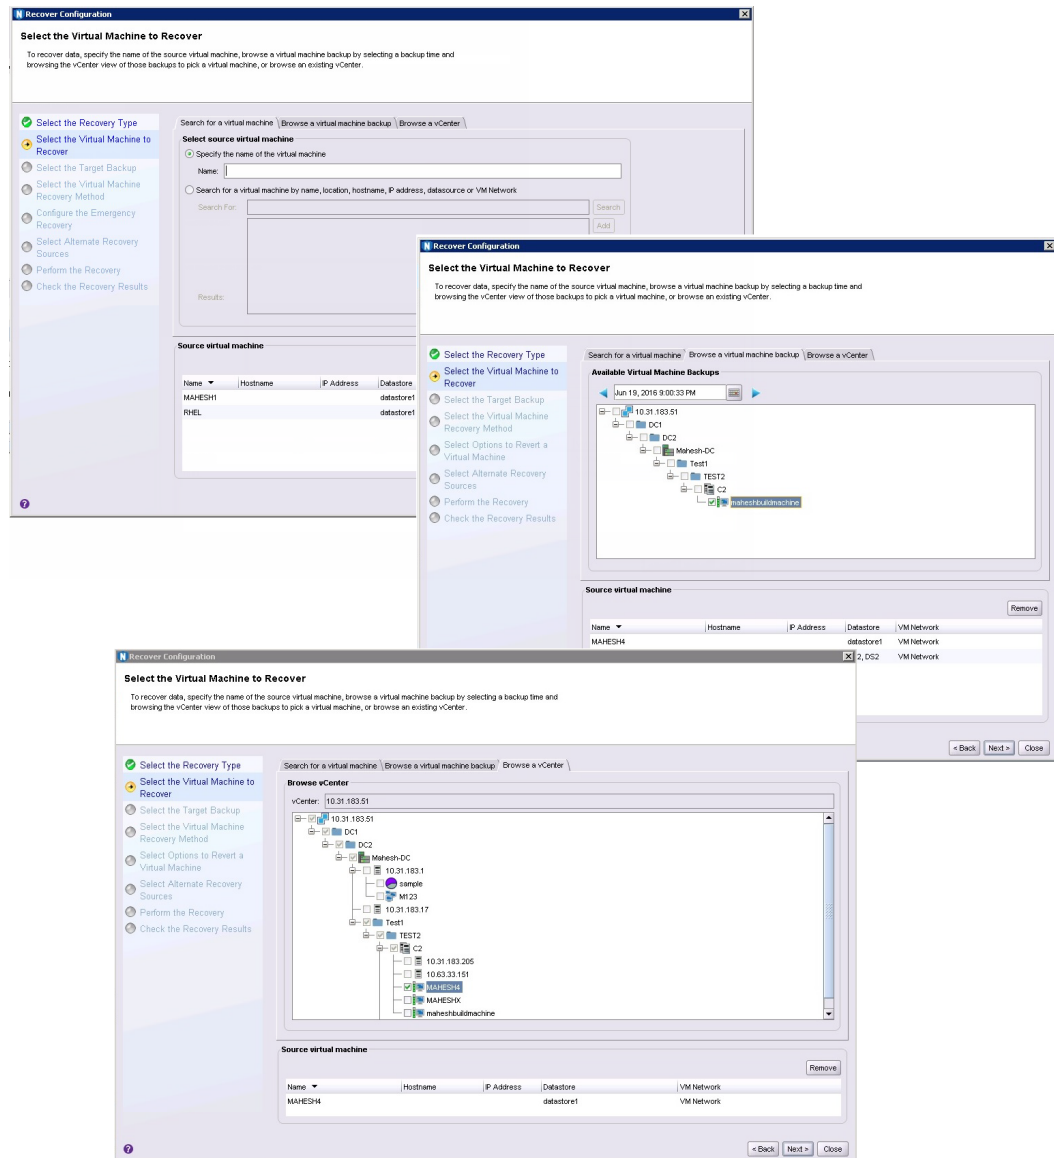 Recover Configuration
Select the Virtual Machine to Recover
To recover data, specify the name of the source virtual machine, browse a virtual machine backup by selecting a backup time and
browsing the vCenter view of those backups to pick a virtual machine, or browse an existing vCenter.
Select the Recovery Type
Select the Virtual Machine to
Recover
Select the Target Backup
Select the Virtual Machine
Recovery Method
Configure the Emergency
Recovery
Select Alternate Recovery
Sources
Perform the Recovery
Check the Recovery Results
Search for a virtual machine Browse a virtual machine backup Browse a vCenter
Select source virtual machine
Specify the name of the virtual machine
Name:
Search for a virtual machine by name, location, hostname, IP address, datasource or VM Network
Search For: Search
Add
Results:
Source virtual machine
Name Hostname IP Address Datastore
MAHESH1 datastore1
RHEL datastore1
Recover Configuration
Select the Virtual Machine to Recover
To recover data, specify the name of the source virtual machine, browse a virtual machine backup by selecting a backup time and
browsing the vCenter view of those backups to pick a virtual machine, or browse an existing vCenter.
Select the Recovery Type
Select the Virtual Machine to
Recover
Select the Target Backup
Select the Virtual Machine
Recovery Method
Select Options to Revert a
Virtual Machine
Select Alternate Recovery
Sources
Perform the Recovery
Check the Recovery Results
Search for a virtual machine Browse a virtual machine backup Browse a vCenter
Available Virtual Machine Backups
Jun 19, 2016 9:00:33 PM
10.31.183.51
DC1
DC2
Mahesh-DC
Test1
TEST2
C2
maheshbuildmachine
Source virtual machine
Remove
Name Hostname IP Address Datastore VM Network
MAHESH4 datastore1 VM Network
2, DS2 VM Network
< Back Next > Close
Recover Configuration
Select the Virtual Machine to Recover
To recover data, specify the name of the source virtual machine, browse a virtual machine backup by selecting a backup time and
browsing the vCenter view of those backups to pick a virtual machine, or browse an existing vCenter.
Select the Recovery Type
Select the Virtual Machine to
Recover
Select the Target Backup
Select the Virtual Machine
Recovery Method
Select Options to Revert a
Virtual Machine
Select Alternate Recovery
Sources
Perform the Recovery
Check the Recovery Results
Search for a virtual machine Browse a virtual machine backup Browse a vCenter
Browse vCenter
vCenter: 10.31.183.51
10.31.183.51
DC1
DC2
Mahesh-DC
10.31.183.1
sample
M123
10.31.183.17
Test1
TEST2
C2
10.31.183.205
10.63.33.151
MAHESH4
MAHESHX
maheshbuildmachine
Source virtual machine
Remove
Name Hostname IP Address Datastore VM Network
MAHESH4 datastore1 VM Network
< Back Next > Close